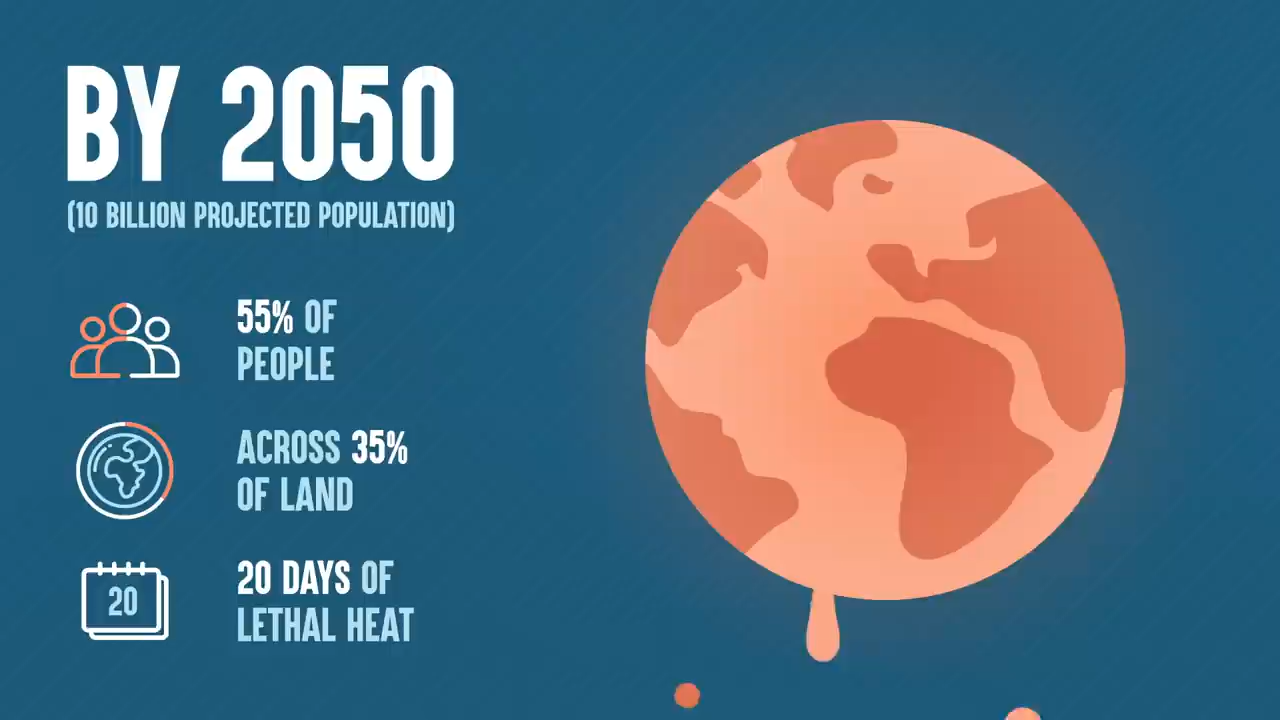 BY 2050
(10 BILLION PROJECTED POPULATION)
55% OF
PEOPLE
ACROSS 35%
OF LAND
20
20 DAYS OF
LETHAL HEAT